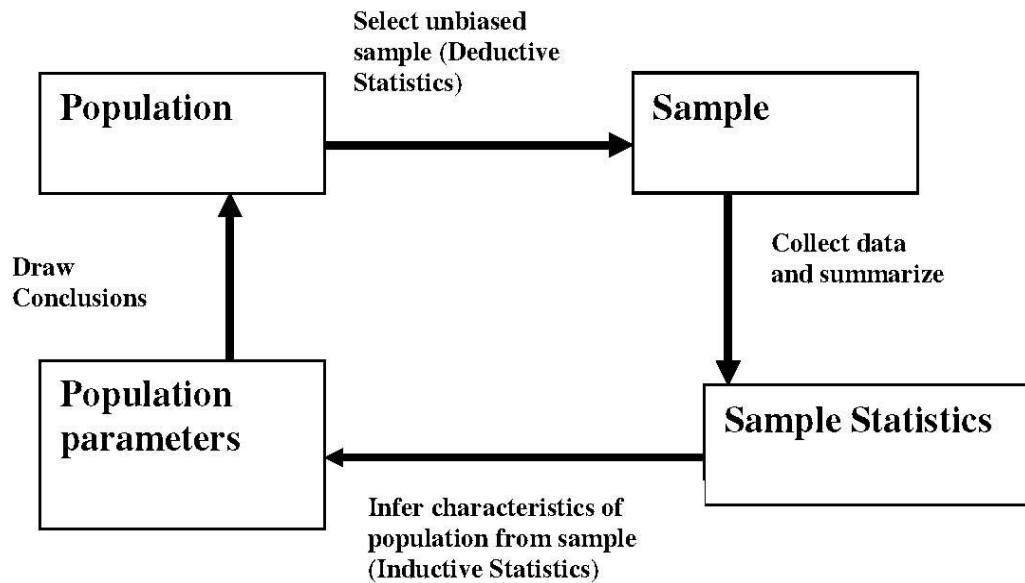 Select unbiased
sample (Deductive
Statistics)
Population
Sample
Collect data
and summarize
Draw
Conclusions
Population
parameters
Sample Statistics
Infer characteristics of
population from sample
(Inductive Statistics)